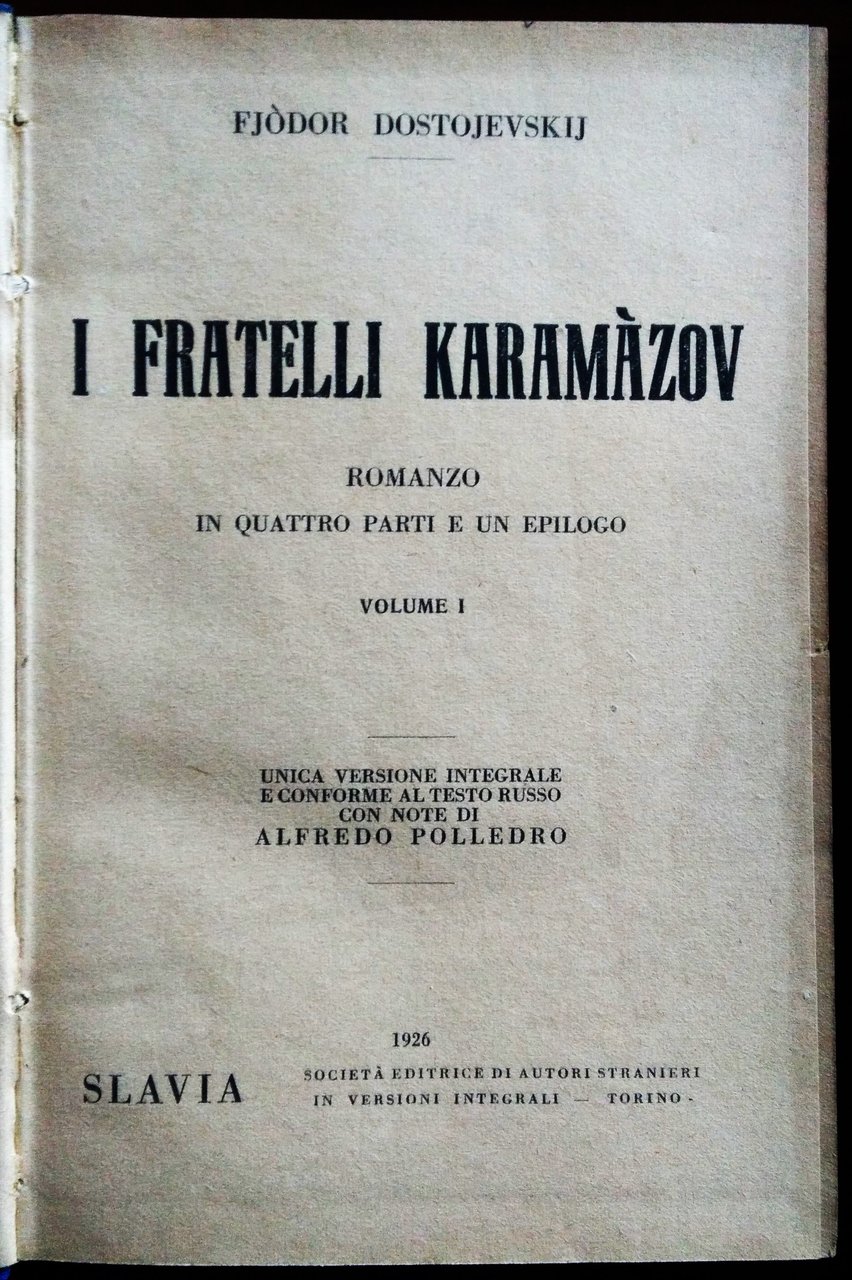 FJÒDOR DOSTOJEVSKIJ
I FRATELLI KARAMÀZOV
ROMANZO
IN QUATTRO PARTI E UN EPILOGO
VOLUME I
UNICA VERSIONE INTEGRALE
E CONFORME AL TESTO RUSSO
CON NOTE DI
ALFREDO POLLEDRO
1926
SLAVIA
SOCIETÀ EDITRICE DI AUTORI STRANIERI
IN VERSIONI INTEGRALI — TORINO -